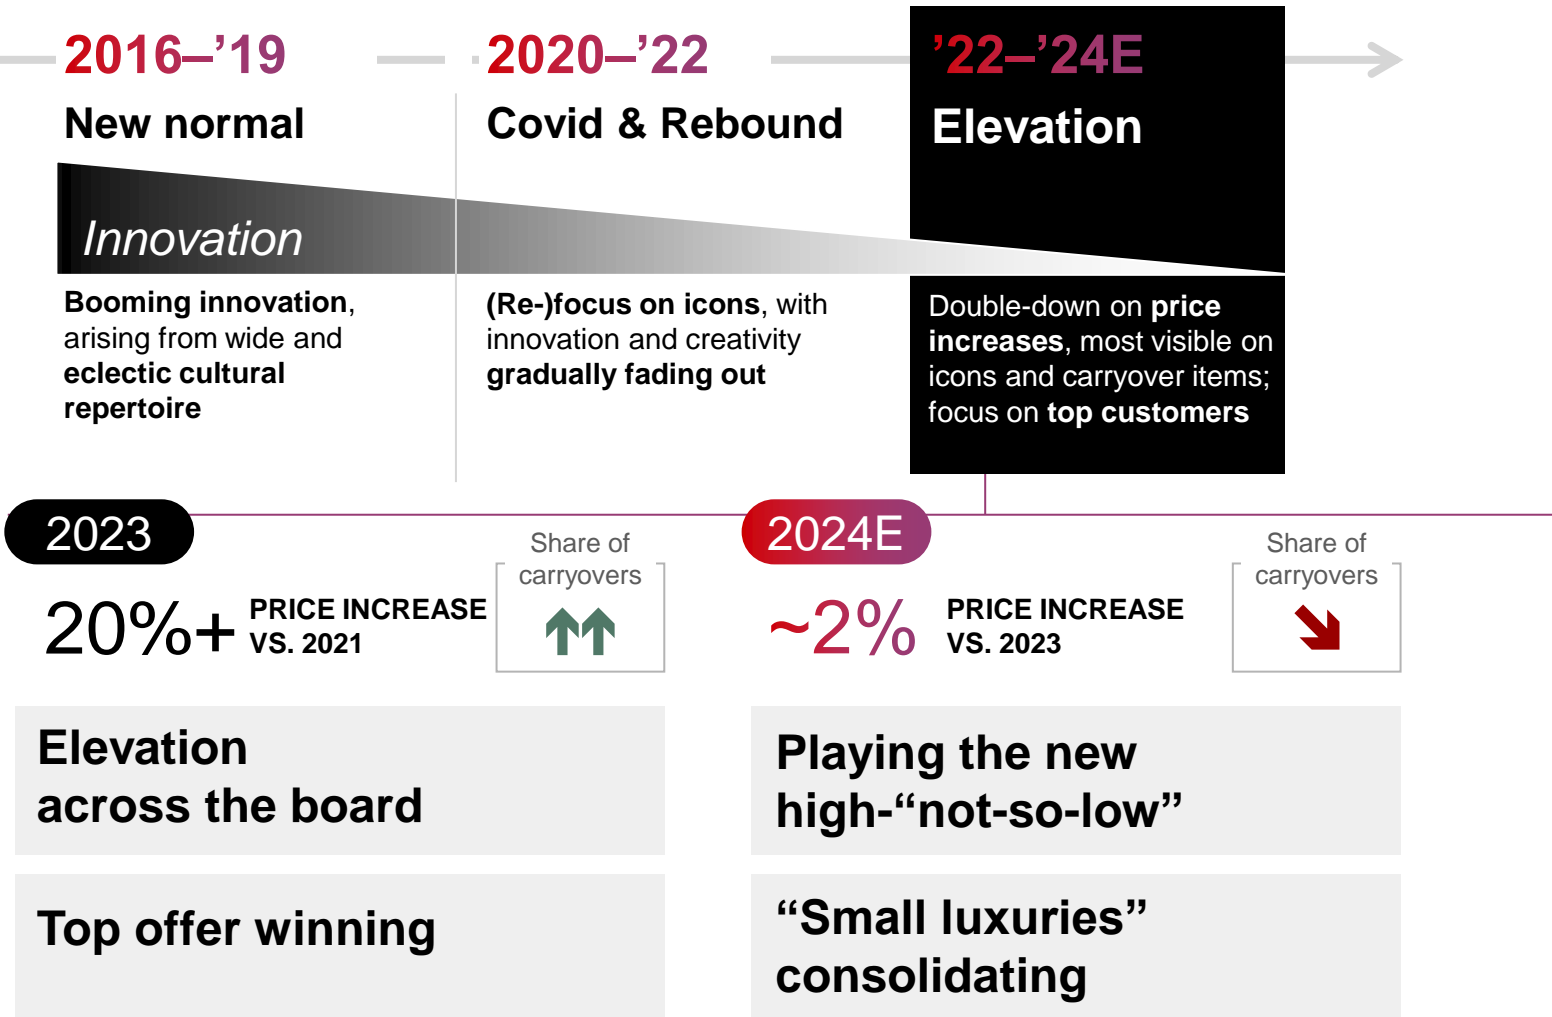 2016–’19
New normal
2020–’22
Covid & Rebound
’22–’24E
Elevation
Innovation
Booming innovation,
arising from wide and
eclectic cultural
repertoire
(Re-)focus on icons, with
innovation and creativity
gradually fading out
Double-down on price
increases, most visible on
icons and carryover items;
focus on top customers
2023
20%+
PRICE INCREASE
VS. 2021
Share of
carryovers
Elevation
across the board
Top offer winning
2024E
~2%
PRICE INCREASE
VS. 2023
Share of
carryovers
Playing the new
high-“not-so-low”
“Small luxuries”
consolidating